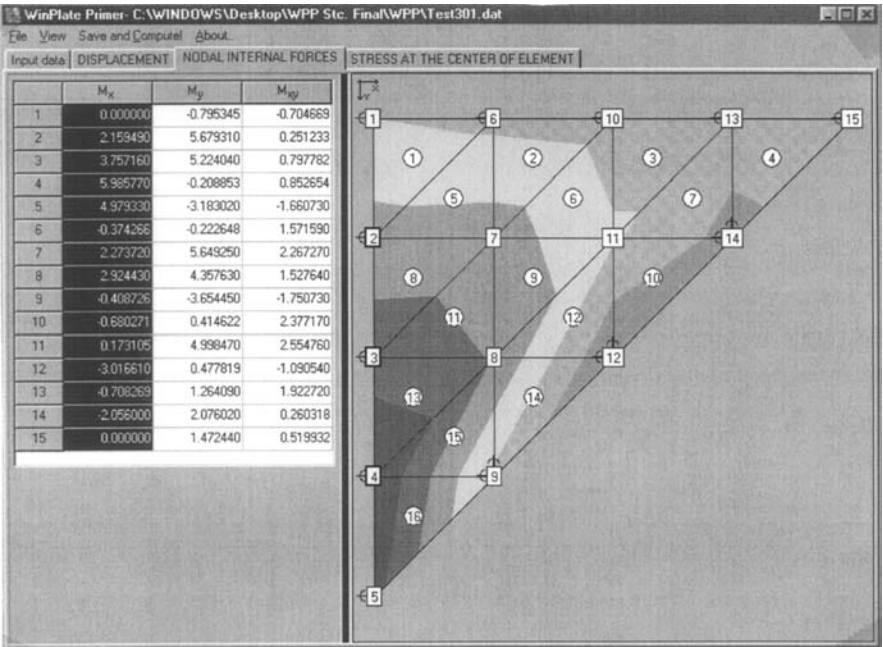 WinPlate Primer- C:\WINDOWS\Desktop\WPP Stc. Final\WPP\Test301.dat
File View Save and Compute! About..
Input data DISPLACEMENT NODAL INTERNAL FORCES STRESS AT THE CENTER OF ELEMENT
Mx My Mxy
1 0.000000 -0.795345 -0.704669
2 2.159490 5.679310 0.251233
3 3.757160 5.224040 0.797782
4 5.985770 -0.208853 0.852654
5 4.979330 -3.183020 -1.660730
6 -0.374266 -0.222648 1.571590
7 2.273720 5.649250 2.267270
8 2.924430 4.357630 1.527640
9 -0.408726 -3.654450 -1.750730
10 -0.680271 0.414622 2.377170
11 0.173105 4.998470 2.554760
12 -3.016610 0.477819 -1.090540
13 -0.708269 1.264090 1.922720
14 -2.056000 2.076020 0.260318
15 0.000000 1.472440 0.519932
X
Y
1 6 10 13 15
1 2 3 4
5 6 7
2 7 11 14
8 9 10
11 12
3 8 12
13 14
15
4 9
16
5